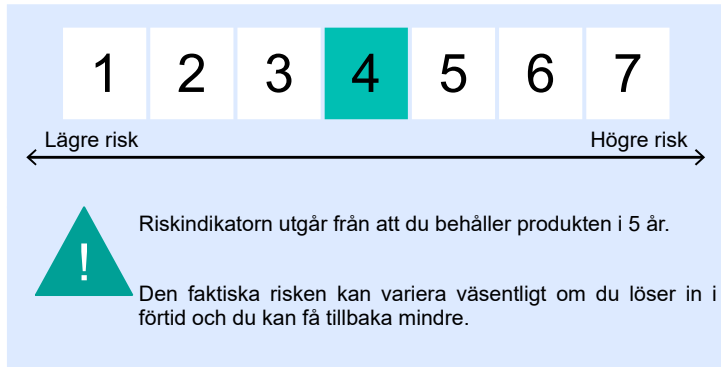 1 2 3 4 5 6 7
Lägre risk Högre risk
Riskindikatorn utgår från att du behåller produkten i 5 år.
!
Den faktiska risken kan variera väsentligt om du löser in i
förtid och du kan få tillbaka mindre.